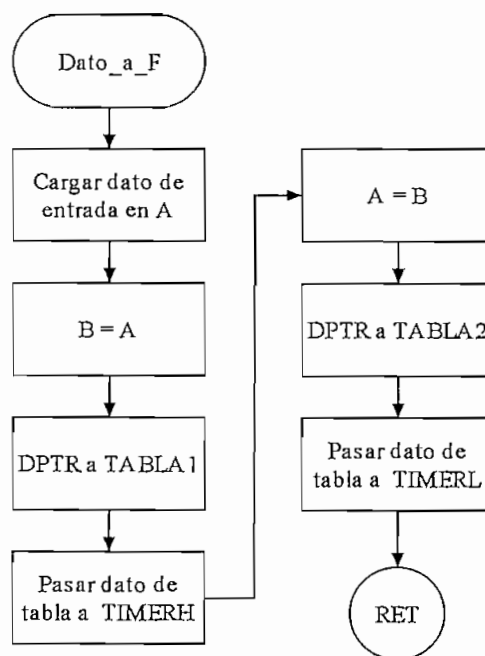 Dato_a_F
Cargar dato de
entrada en A
B = A
DPTR a TABLA1
Pasar dato de
tabla a TIMERH
A = B
DPTR a TABLA2
Pasar dato de
tabla a TIMERL
RET